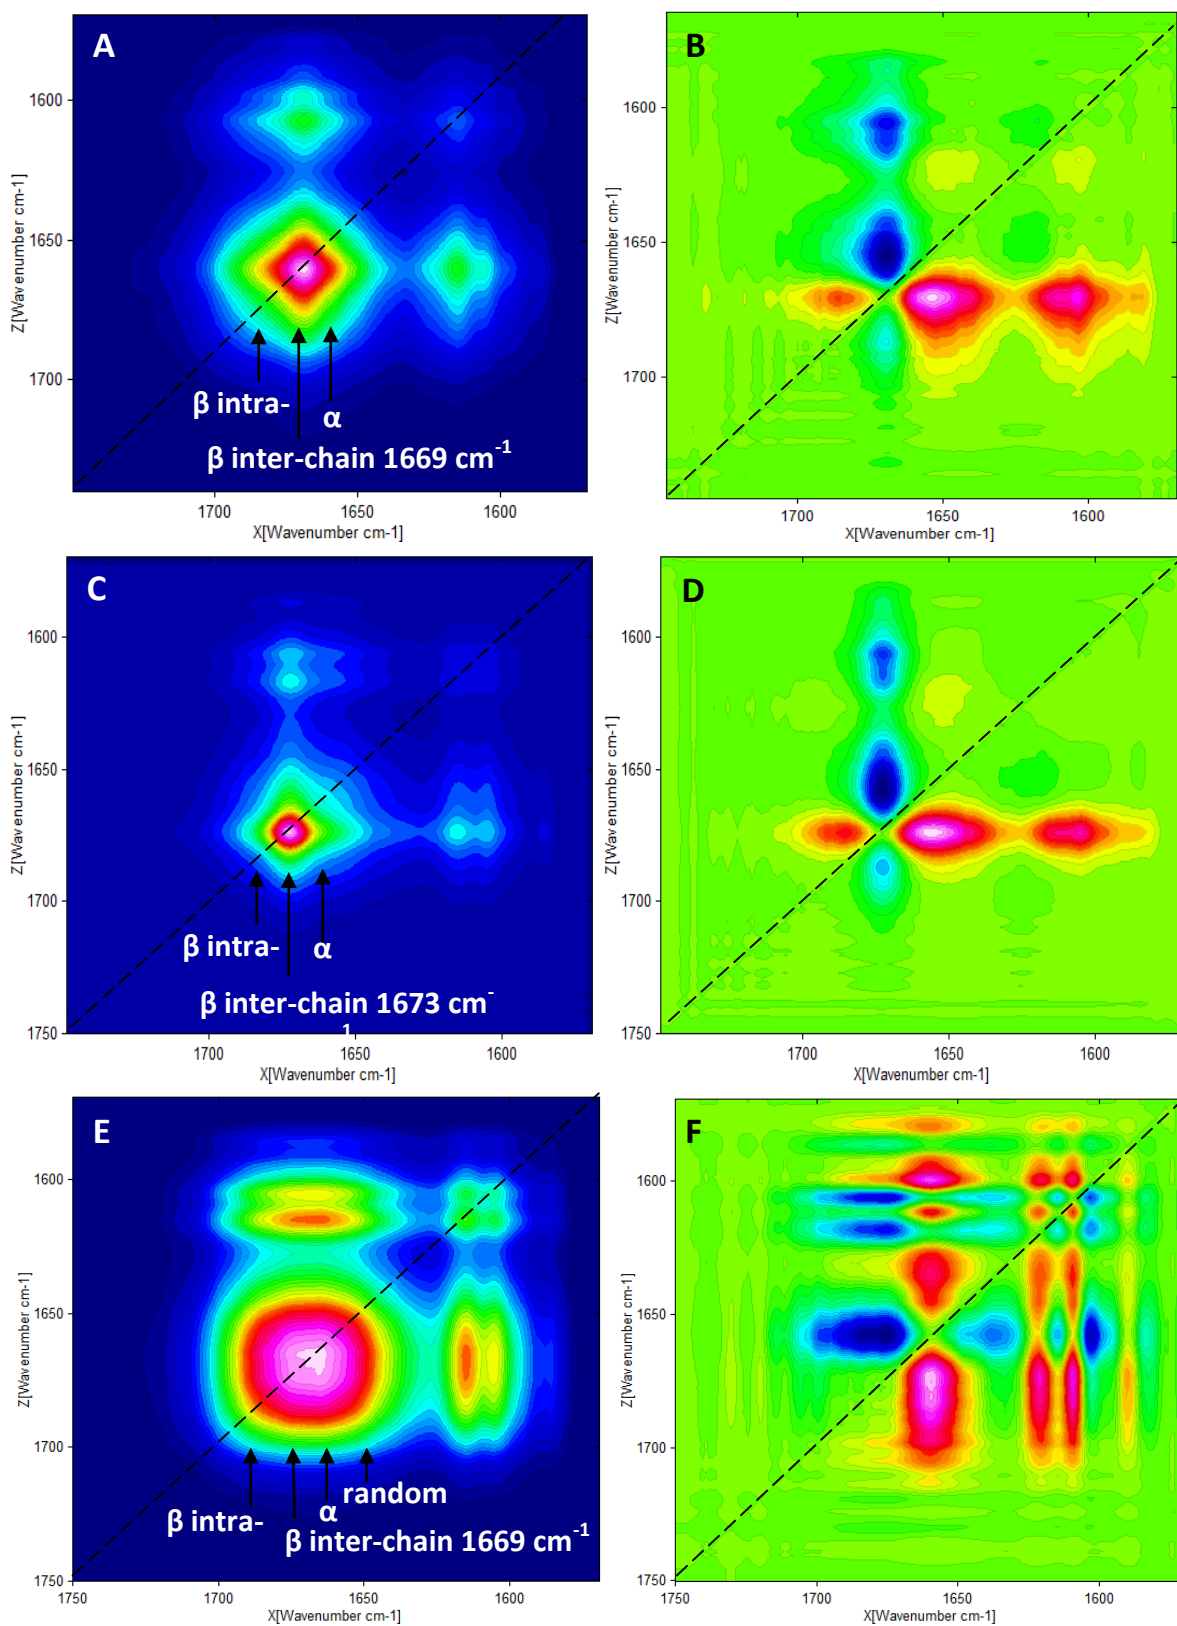 A
1600
1650
1700
Z[Wavenumber cm-1]
β intra-
α
β inter-chain 1669 cm-1
1700
1650
1600
X[Wavenumber cm-1]
B
1600
1650
1700
Z[Wavenumber cm-1]
1700
1650
1600
X[Wavenumber cm-1]
C
1600
1650
1700
1750
Z[Wavenumber cm-1]
β intra-
α
β inter-chain 1673 cm-
1
1700
1650
1600
X[Wavenumber cm-1]
D
1600
1650
1700
1750
Z[Wavenumber cm-1]
1700
1650
1600
X[Wavenumber cm-1]
E
1600
1650
1700
1750
Z[Wavenumber cm-1]
β intra-
α
random
β inter-chain 1669 cm-1
1750
1700
1650
1600
X[Wavenumber cm-1]
F
1600
1650
1700
1750
Z[Wavenumber cm-1]
1750
1700
1650
1600
X[Wavenumber cm-1]